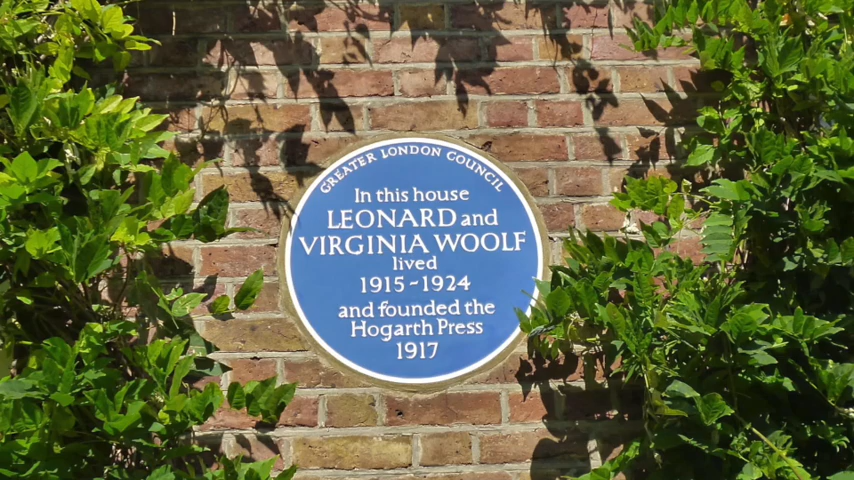 GREATER LONDON COUNCIL
In this house
LEONARD and
VIRGINIA WOOLF
lived
1915-1924
and founded the
Hogarth Press
1917